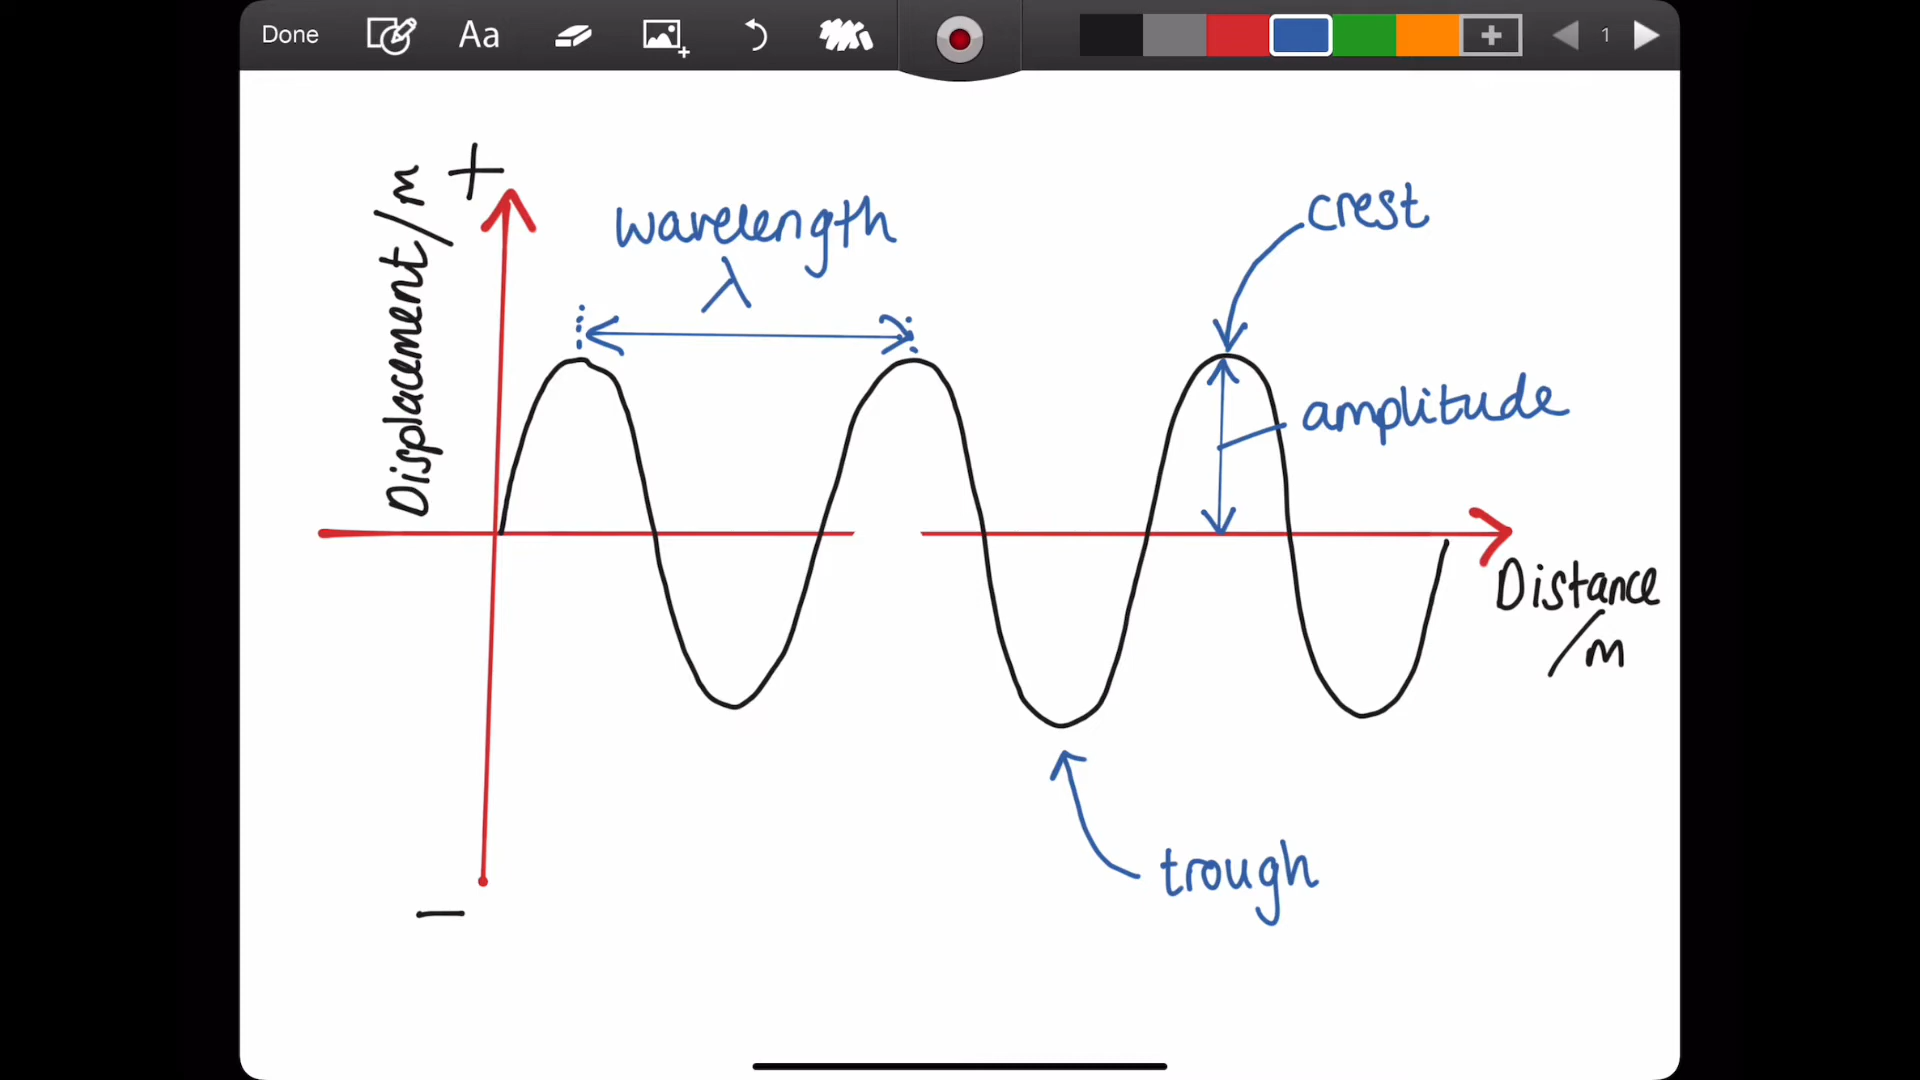 Done
Aa
1
+
Displacement/m
wavelength
λ
crest
amplitude
Distance
/m
trough
−